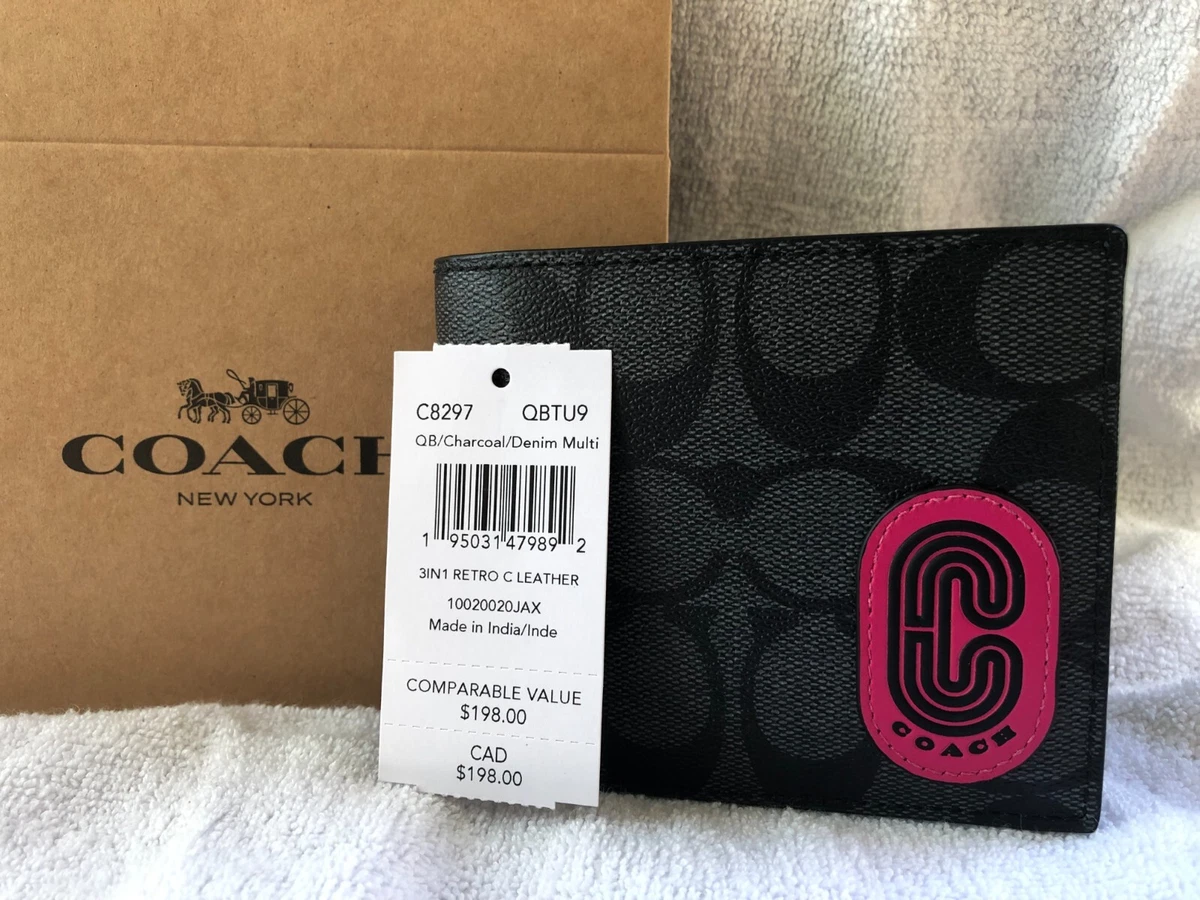 COACH
NEW YORK
C8297 QBTU9
QB/Charcoal/Denim Multi
1 95031 47989 2
3IN1 RETRO C LEATHER
10020020JAX
Made in India/Inde
COMPARABLE VALUE
$198.00
CAD
$198.00
COACH